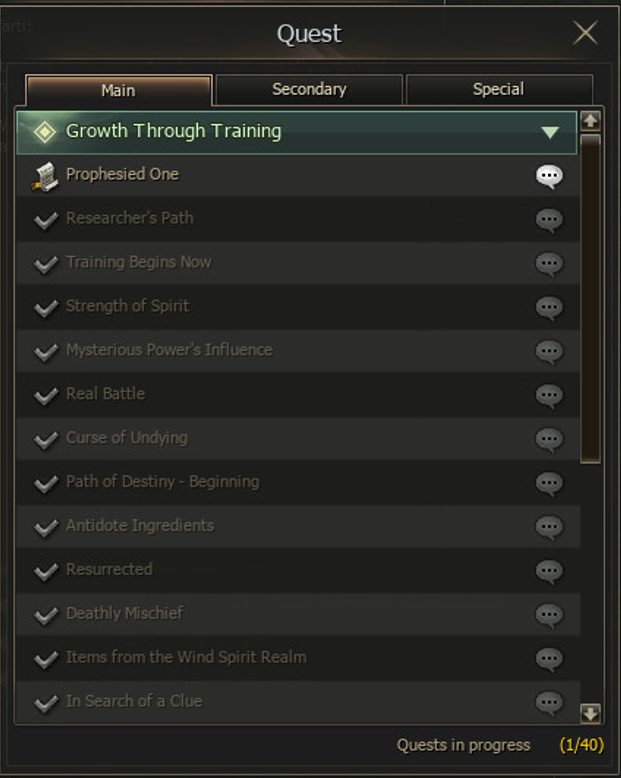 Quest
Main
Secondary
Special
Growth Through Training
Prophesied One
Researcher's Path
Training Begins Now
Strength of Spirit
Mysterious Power's Influence
Real Battle
Curse of Undying
Path of Destiny - Beginning
Antidote Ingredients
Resurrected
Deathly Mischief
Items from the Wind Spirit Realm
In Search of a Clue
Quests in progress (1/40)